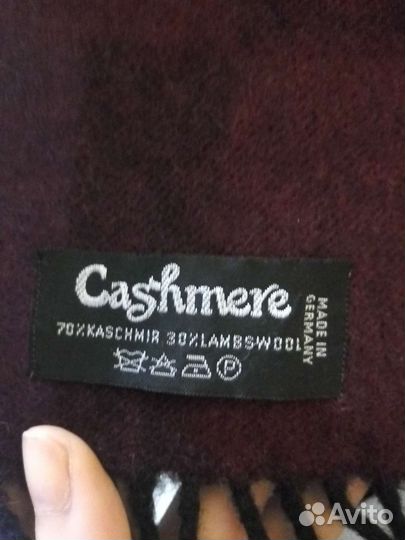 Cashmere
70%KASCHMIR 30%LAMBSWOOL
MADE IN
GERMANY
P
Avito